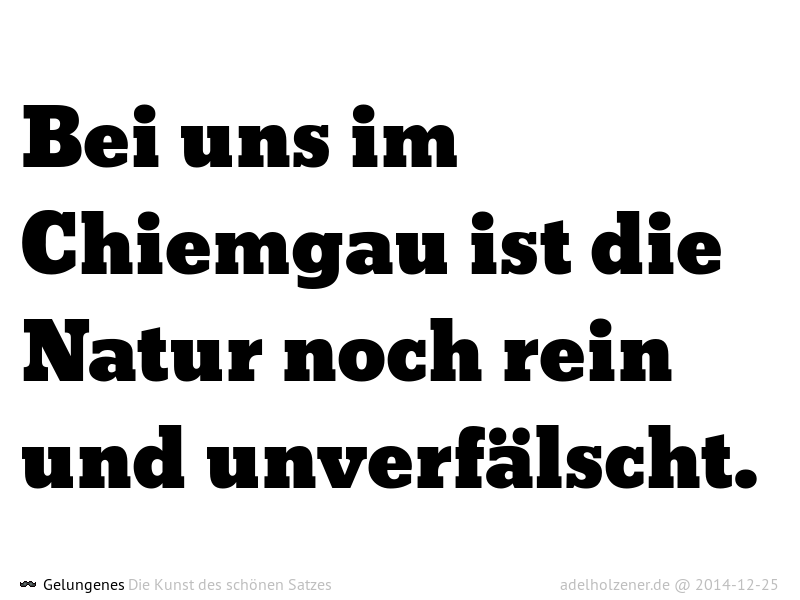 Bei uns im
Chiemgau ist die
Natur noch rein
und unverfälscht.
Gelungenes Die Kunst des schönen Satzes
adelholzener.de @ 2014-12-25